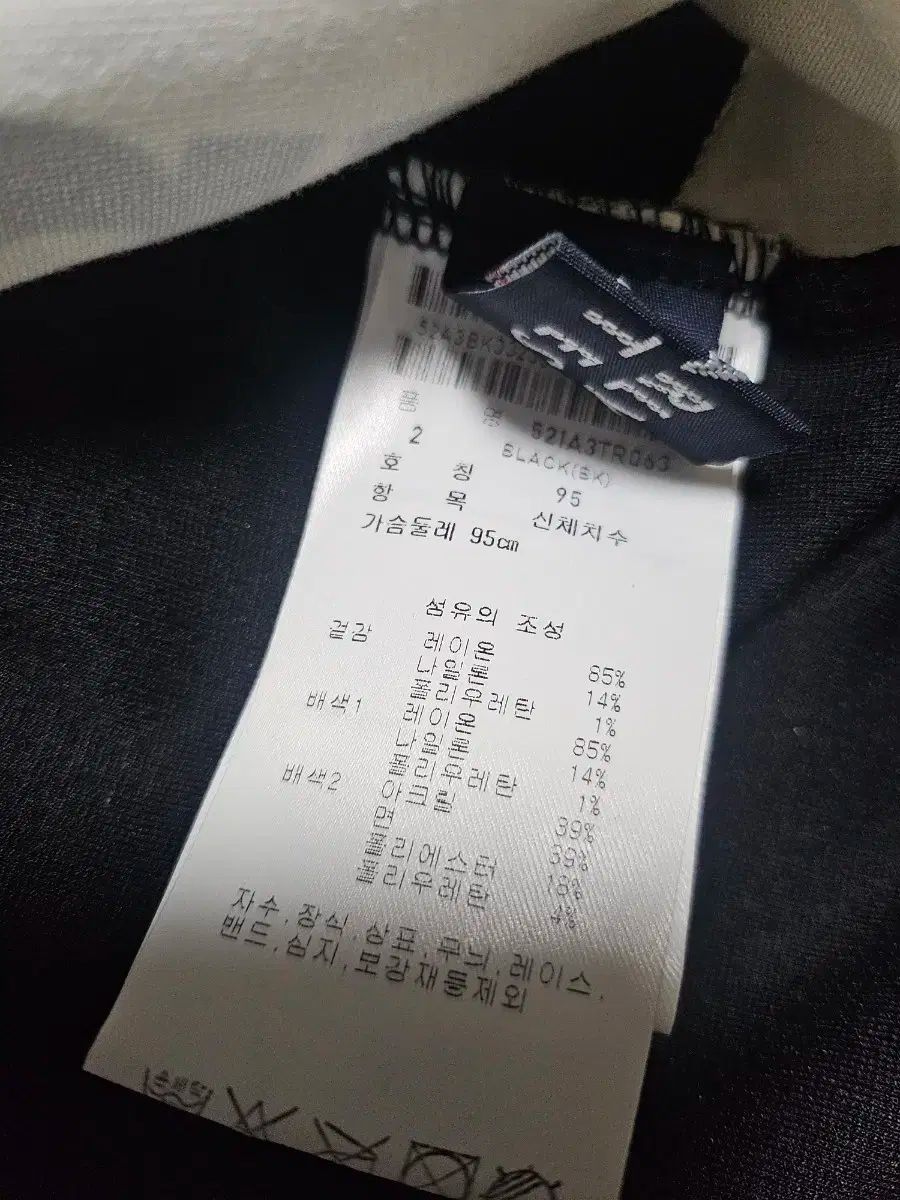 품 명 521A3TR063
2 BLACK(BK)
호 칭 95
항 목 신체치수
가슴둘레 95cm
섬유의 조성
겉감 레이온 85%
나일론 14%
폴리우레탄 1%
배색1 레이온 85%
나일론 14%
폴리우레탄 1%
배색2 아크릴 39%
면 39%
폴리에스터 18%
폴리우레탄 4%
자수,장식,상표,무늬,레이스,
밴드,심지,보강재물제외
손세탁